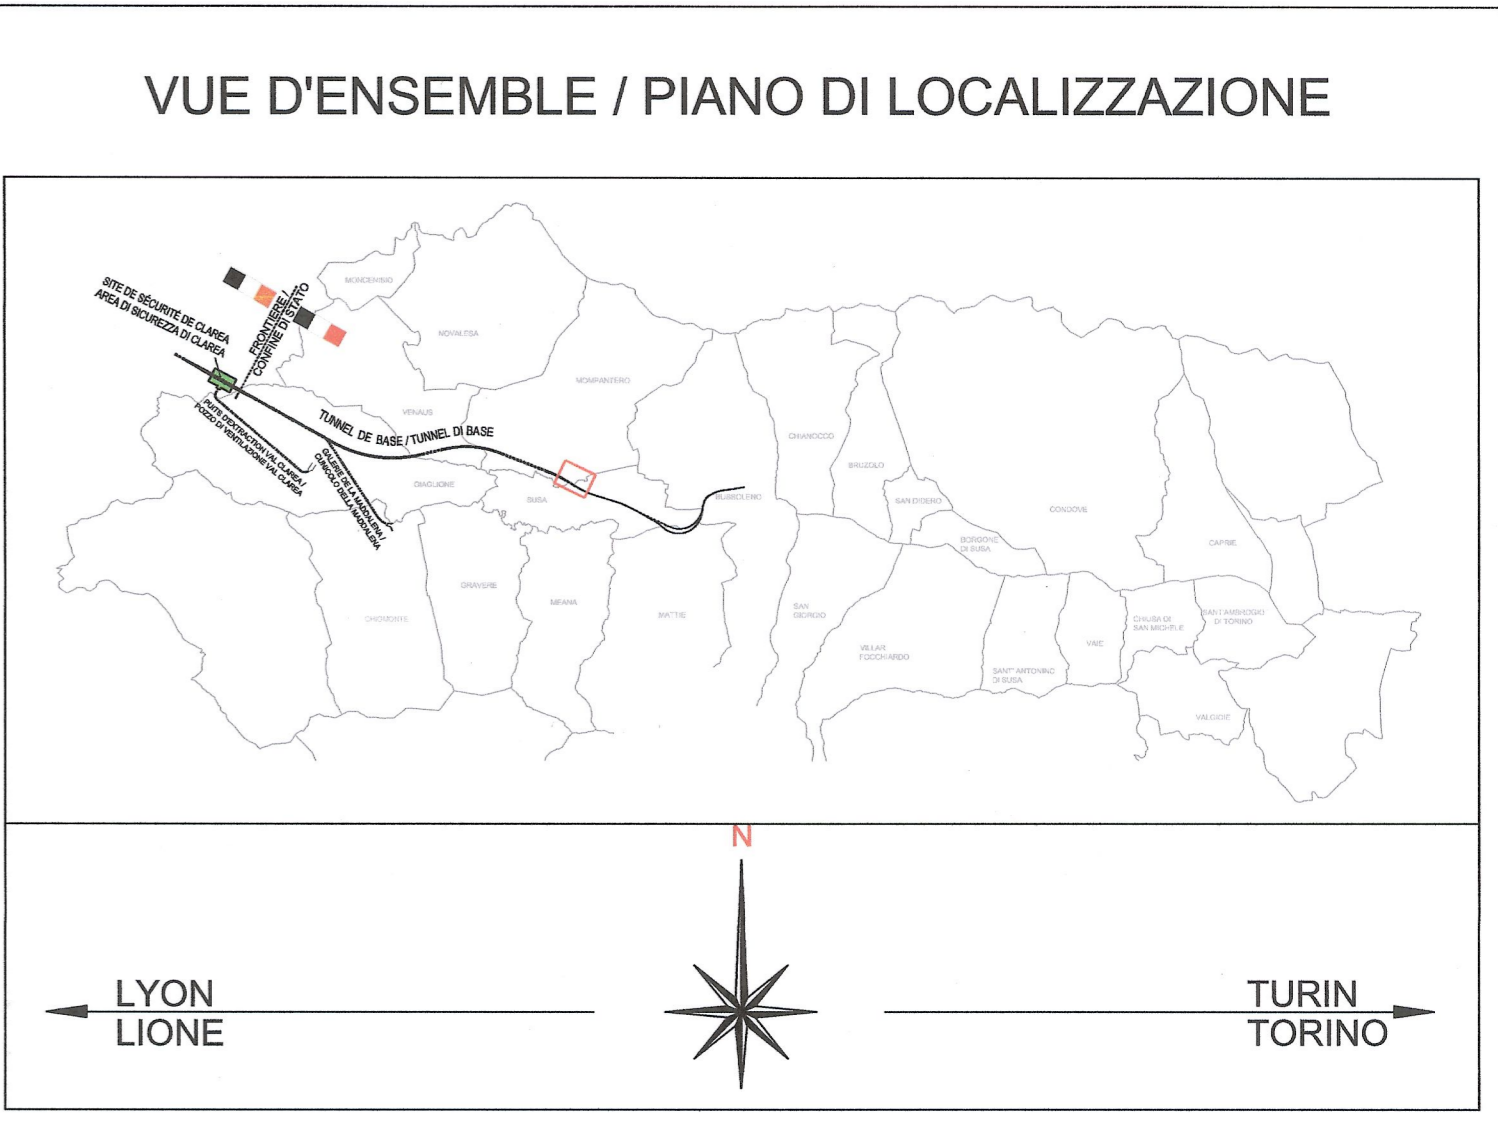 VUE D'ENSEMBLE / PIANO DI LOCALIZZAZIONE
SITE DE SÉCURITÉ DE CLAREA
AREA DI SICUREZZA DI CLAREA
FRONTIERE /
CONFINE DI STATO
MONCENISIO
NOVALESA
MOMPANTERO
VENAUS
TUNNEL DE BASE / TUNNEL DI BASE
PUITS D'EXTRACTION VAL CLAREA /
POZZO DI VENTILAZIONE VAL CLAREA
GALERIE DE LA MADDALENA /
CUNICOLO DELLA MADDALENA
GIAGLIONE
SUSA
BUSSOLENO
CHIANOCCO
BRUZOLO
SAN DIDERO
CONDOVE
BORGONE
DI SUSA
CAPRIE
CHIOMONTE
GRAVERE
MEANA
MATTIE
SAN
GIORGIO
VILLAR
FOCCHIARDO
SANT' ANTONINO
DI SUSA
VAIE
CHIUSA DI
SAN MICHELE
SANT'AMBROGIO
DI TORINO
VALGIOIE
N
LYON
LIONE
TURIN
TORINO